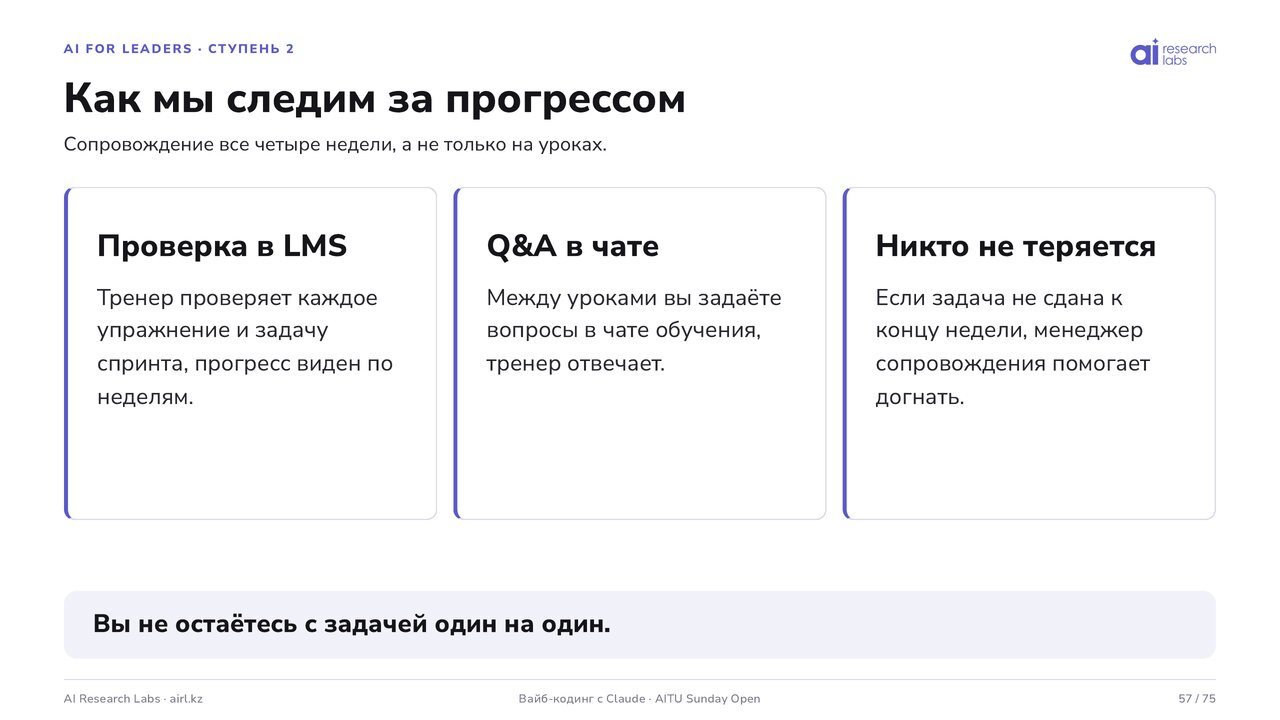 AI FOR LEADERS · СТУПЕНЬ 2
ai research labs
Как мы следим за прогрессом
Сопровождение все четыре недели, а не только на уроках.
Проверка в LMS
Тренер проверяет каждое
упражнение и задачу
спринта, прогресс виден по
неделям.
Q&A в чате
Между уроками вы задаёте
вопросы в чате обучения,
тренер отвечает.
Никто не теряется
Если задача не сдана к
концу недели, менеджер
сопровождения помогает
догнать.
Вы не остаётесь с задачей один на один.
AI Research Labs · airl.kz
Вайб-кодинг с Claude · AITU Sunday Open
57 / 75